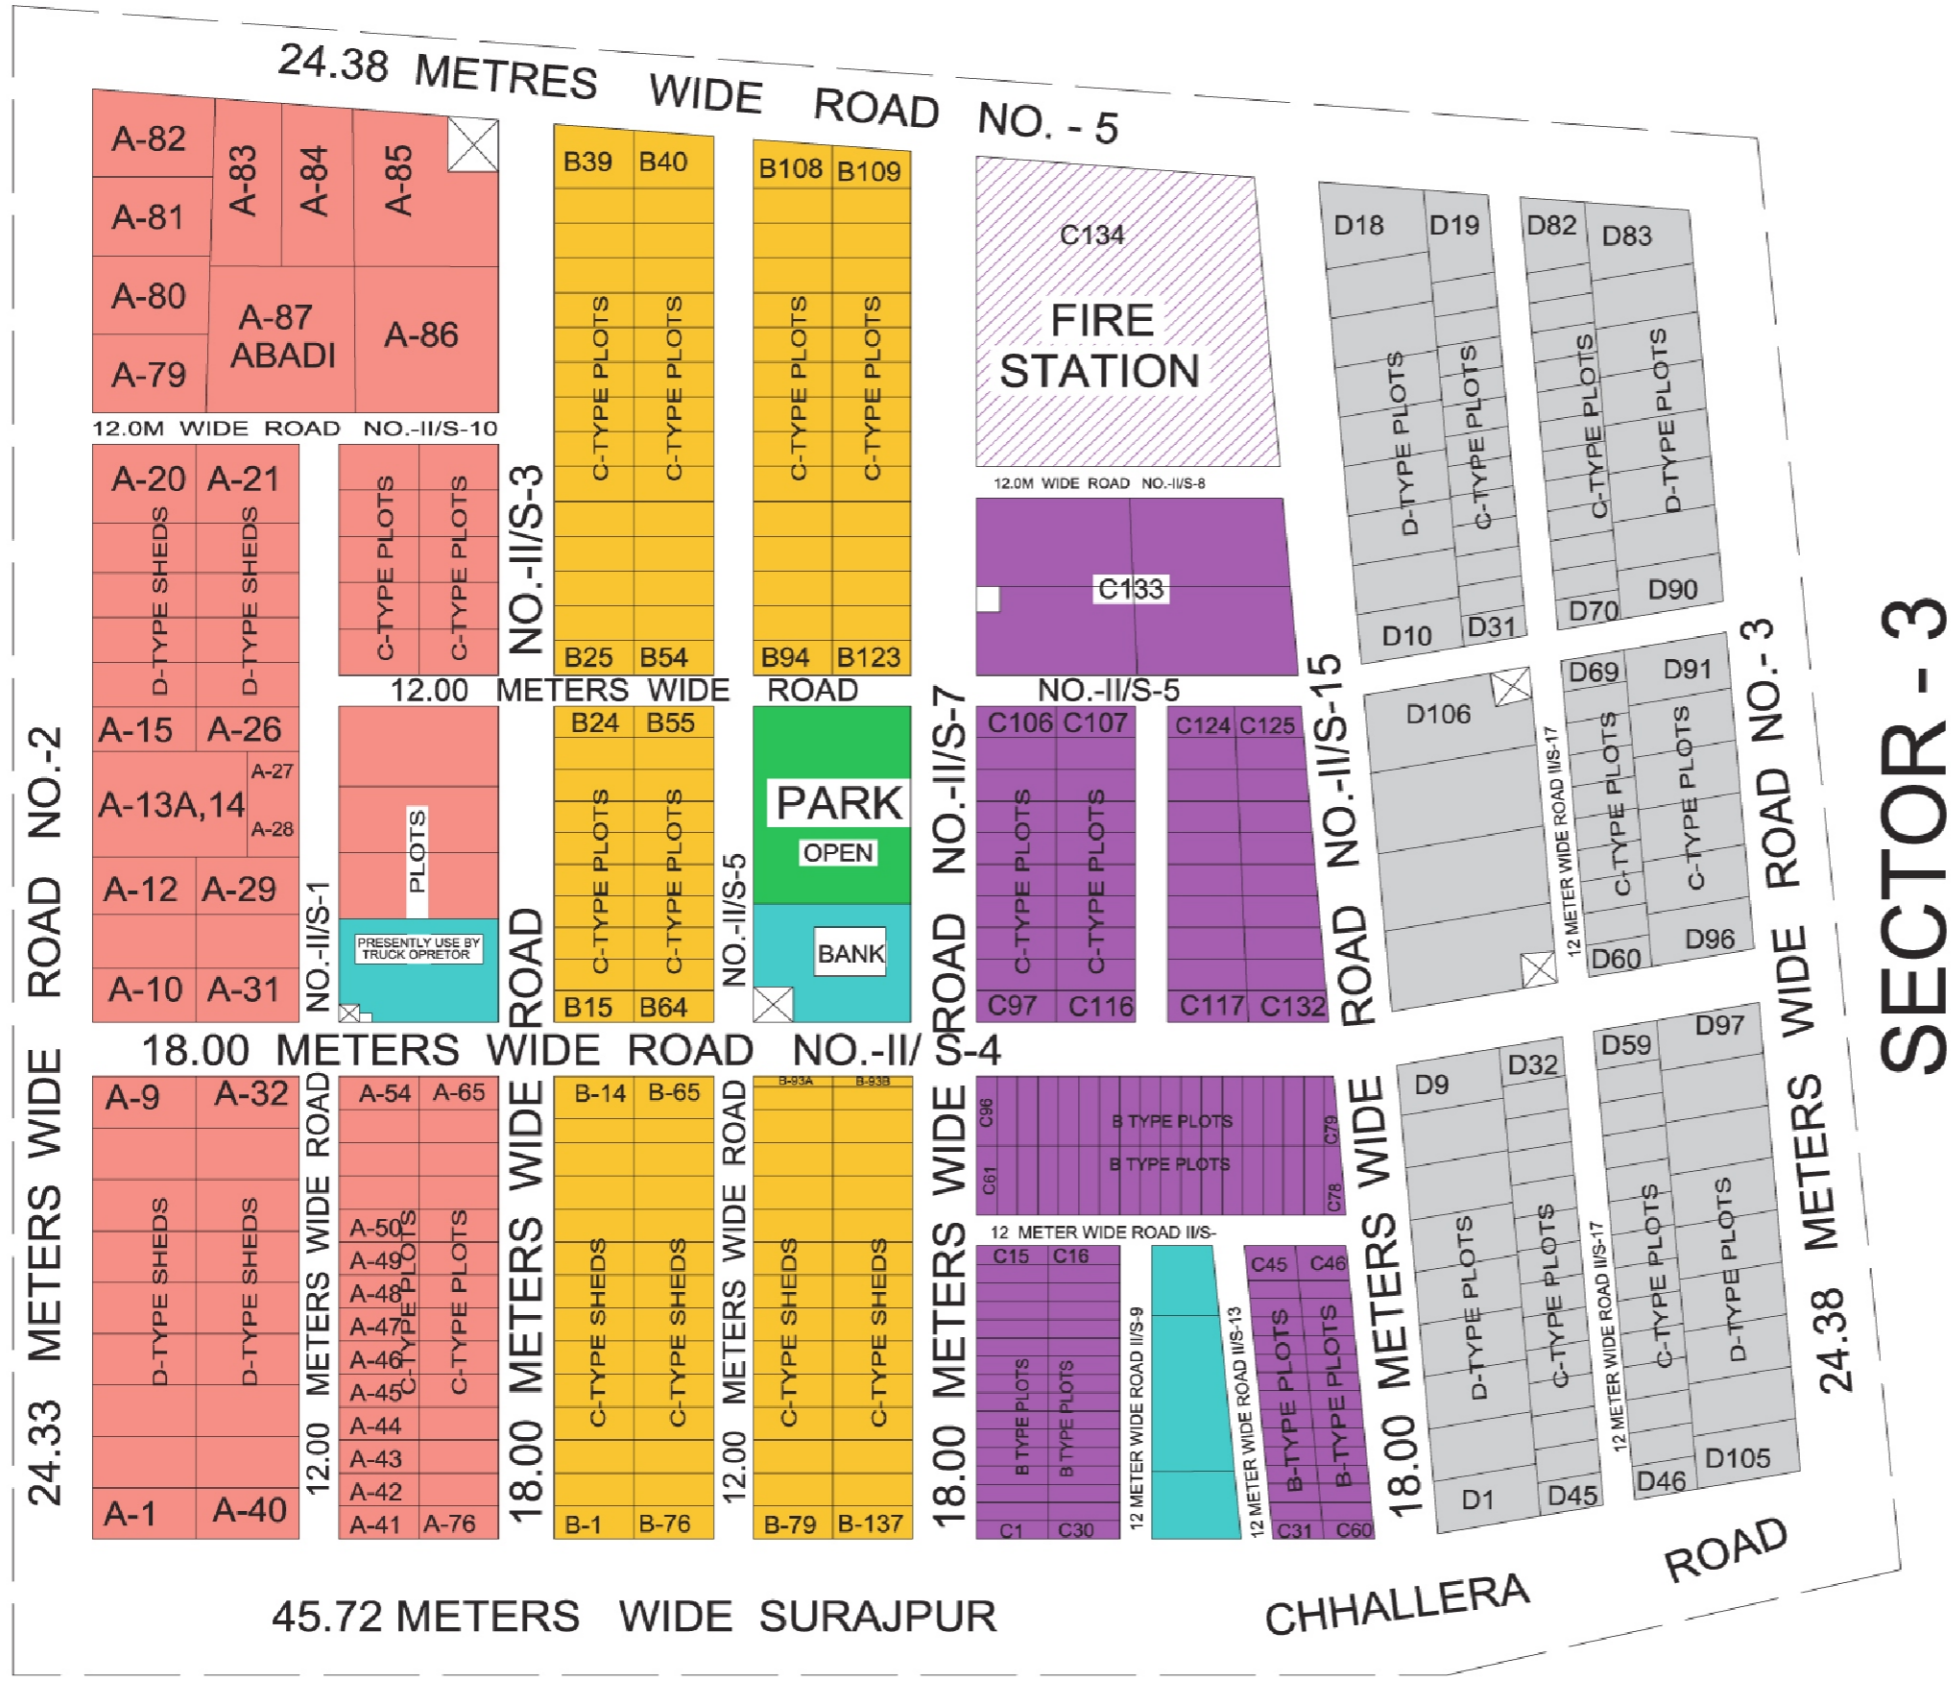 24.38 METRES WIDE ROAD NO. - 5
A-82
A-83
A-84
A-85
A-81
A-80
A-79
A-87
ABADI
A-86
12.0M WIDE ROAD NO.-II/S-10
B39 B40
C-TYPE PLOTS
C-TYPE PLOTS
B25 B54
B108 B109
C-TYPE PLOTS
C-TYPE PLOTS
B94 B123
C134
FIRE
STATION
12.0M WIDE ROAD NO.-II/S-8
C133
D18 D19
D-TYPE PLOTS
C-TYPE PLOTS
D10 D31
D82 D83
C-TYPE PLOTS
D-TYPE PLOTS
D70 D90
A-20 A-21
D-TYPE SHEDS
D-TYPE SHEDS
A-15 A-26
A-13A,14
A-27
A-28
A-12 A-29
A-10 A-31
C-TYPE PLOTS
C-TYPE PLOTS
12.00 METERS WIDE ROAD NO.-II/S-5
PLOTS
PRESENTLY USE BY
TRUCK OPRETOR
B24 B55
C-TYPE PLOTS
C-TYPE PLOTS
B15 B64
PARK
OPEN
BANK
C106 C107
C-TYPE PLOTS
C-TYPE PLOTS
C97 C116
C124 C125
C117 C132
D106
D69 D91
C-TYPE PLOTS
C-TYPE PLOTS
D60 D96
12 METER WIDE ROAD II/S-17
18.00 METERS WIDE ROAD NO.-II/ S-4
A-9 A-32
D-TYPE SHEDS
D-TYPE SHEDS
A-1 A-40
A-54 A-65
A-50
A-49
A-48
A-47
A-46
A-45
A-44
A-43
A-42
A-41 A-76
C-TYPE PLOTS
C-TYPE PLOTS
B-14 B-65
C-TYPE SHEDS
C-TYPE SHEDS
B-1 B-76
B-93A B-93B
C-TYPE SHEDS
C-TYPE SHEDS
B-79 B-137
C96
C79
B TYPE PLOTS
B TYPE PLOTS
C61
C78
12 METER WIDE ROAD II/S-
C15 C16
B TYPE PLOTS
B TYPE PLOTS
C1 C30
12 METER WIDE ROAD II/S-9
12 METER WIDE ROAD II/S-13
C45 C46
B-TYPE PLOTS
B-TYPE PLOTS
C31 C60
D9 D32
D-TYPE PLOTS
C-TYPE PLOTS
D1 D45
12 METER WIDE ROAD II/S-17
D59 D97
C-TYPE PLOTS
D-TYPE PLOTS
D46 D105
24.33 METERS WIDE ROAD NO.-2
12.00 METERS WIDE ROAD NO.-II/S-1
18.00 METERS WIDE ROAD NO.-II/S-3
12.00 METERS WIDE ROAD NO.-II/S-5
18.00 METERS WIDE ROAD NO.-II/S-7
18.00 METERS WIDE ROAD NO.-II/S-15
24.38 METERS WIDE ROAD NO.- 3
SECTOR - 3
45.72 METERS WIDE SURAJPUR CHHALLERA ROAD